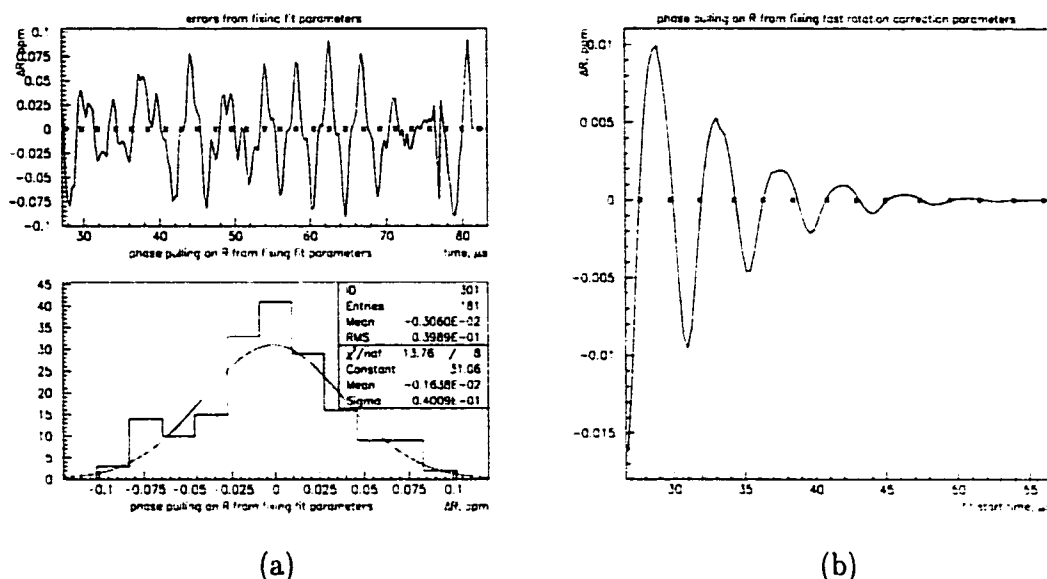 errors from fixing fit parameters
ΔR, ppm
0.1
0.075
0.05
0.025
0
-0.025
-0.05
-0.075
-0.1
30 40 50 60 70 80
phase pulling on R from fixing fit parameters time, μs
45
40
35
30
25
20
15
10
5
0
ID 301
Entries 181
Mean -0.3060E-02
RMS 0.3989E-01
χ²/ndf 13.76 / 8
Constant 31.06
Mean -0.1638E-02
Sigma 0.4009E-01
-0.1 -0.075 -0.05 -0.025 0 0.025 0.05 0.075 0.1
phase pulling on R from fixing fit parameters ΔR, ppm
(a)
phase pulling on R from fixing fast rotation correction parameters
ΔR, ppm
0.01
0.005
0
-0.005
-0.01
-0.015
30 35 40 45 50 55
fit start time, μ
(b)